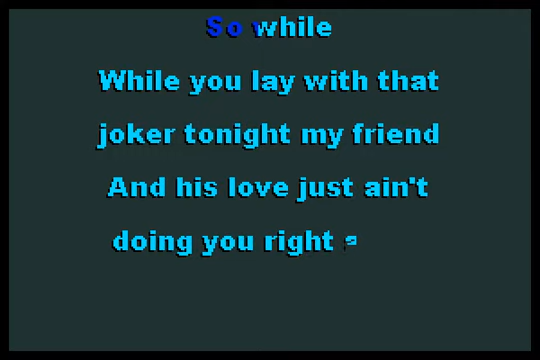 So while
While you lay with that
joker tonight my friend
And his love just ain't
doing you right